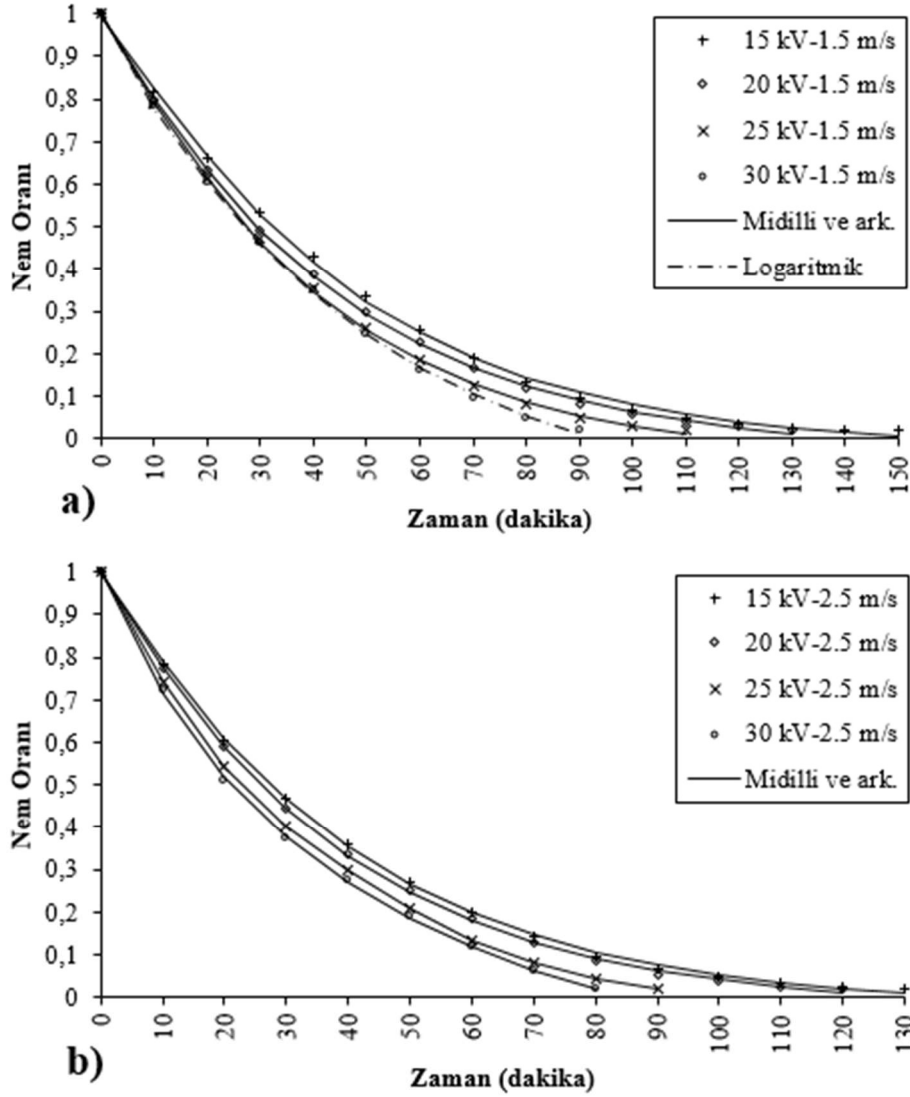 1
0,9
0,8
0,7
0,6
0,5
0,4
0,3
0,2
0,1
0
Nem Oranı
15 kV-1.5 m/s
20 kV-1.5 m/s
25 kV-1.5 m/s
30 kV-1.5 m/s
Midilli ve ark.
Logaritmik
0 10 20 30 40 50 60 70 80 90 100 110 120 130 140 150
a)
Zaman (dakika)
1
0,9
0,8
0,7
0,6
0,5
0,4
0,3
0,2
0,1
0
Nem Oranı
15 kV-2.5 m/s
20 kV-2.5 m/s
25 kV-2.5 m/s
30 kV-2.5 m/s
Midilli ve ark.
0 10 20 30 40 50 60 70 80 90 100 110 120 130
b)
Zaman (dakika)